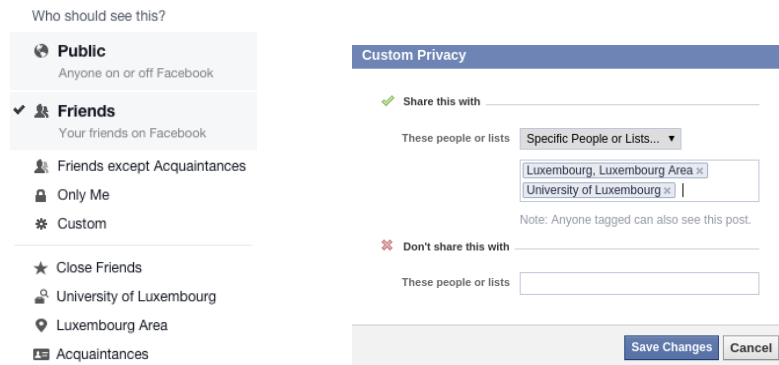 Who should see this?
Public
Anyone on or off Facebook
Friends
Your friends on Facebook
Friends except Acquaintances
Only Me
Custom
Close Friends
University of Luxembourg
Luxembourg Area
Acquaintances
Custom Privacy
Share this with
These people or lists Specific People or Lists...
Luxembourg, Luxembourg Area ×
University of Luxembourg ×
Note: Anyone tagged can also see this post.
Don't share this with
These people or lists
Save Changes Cancel